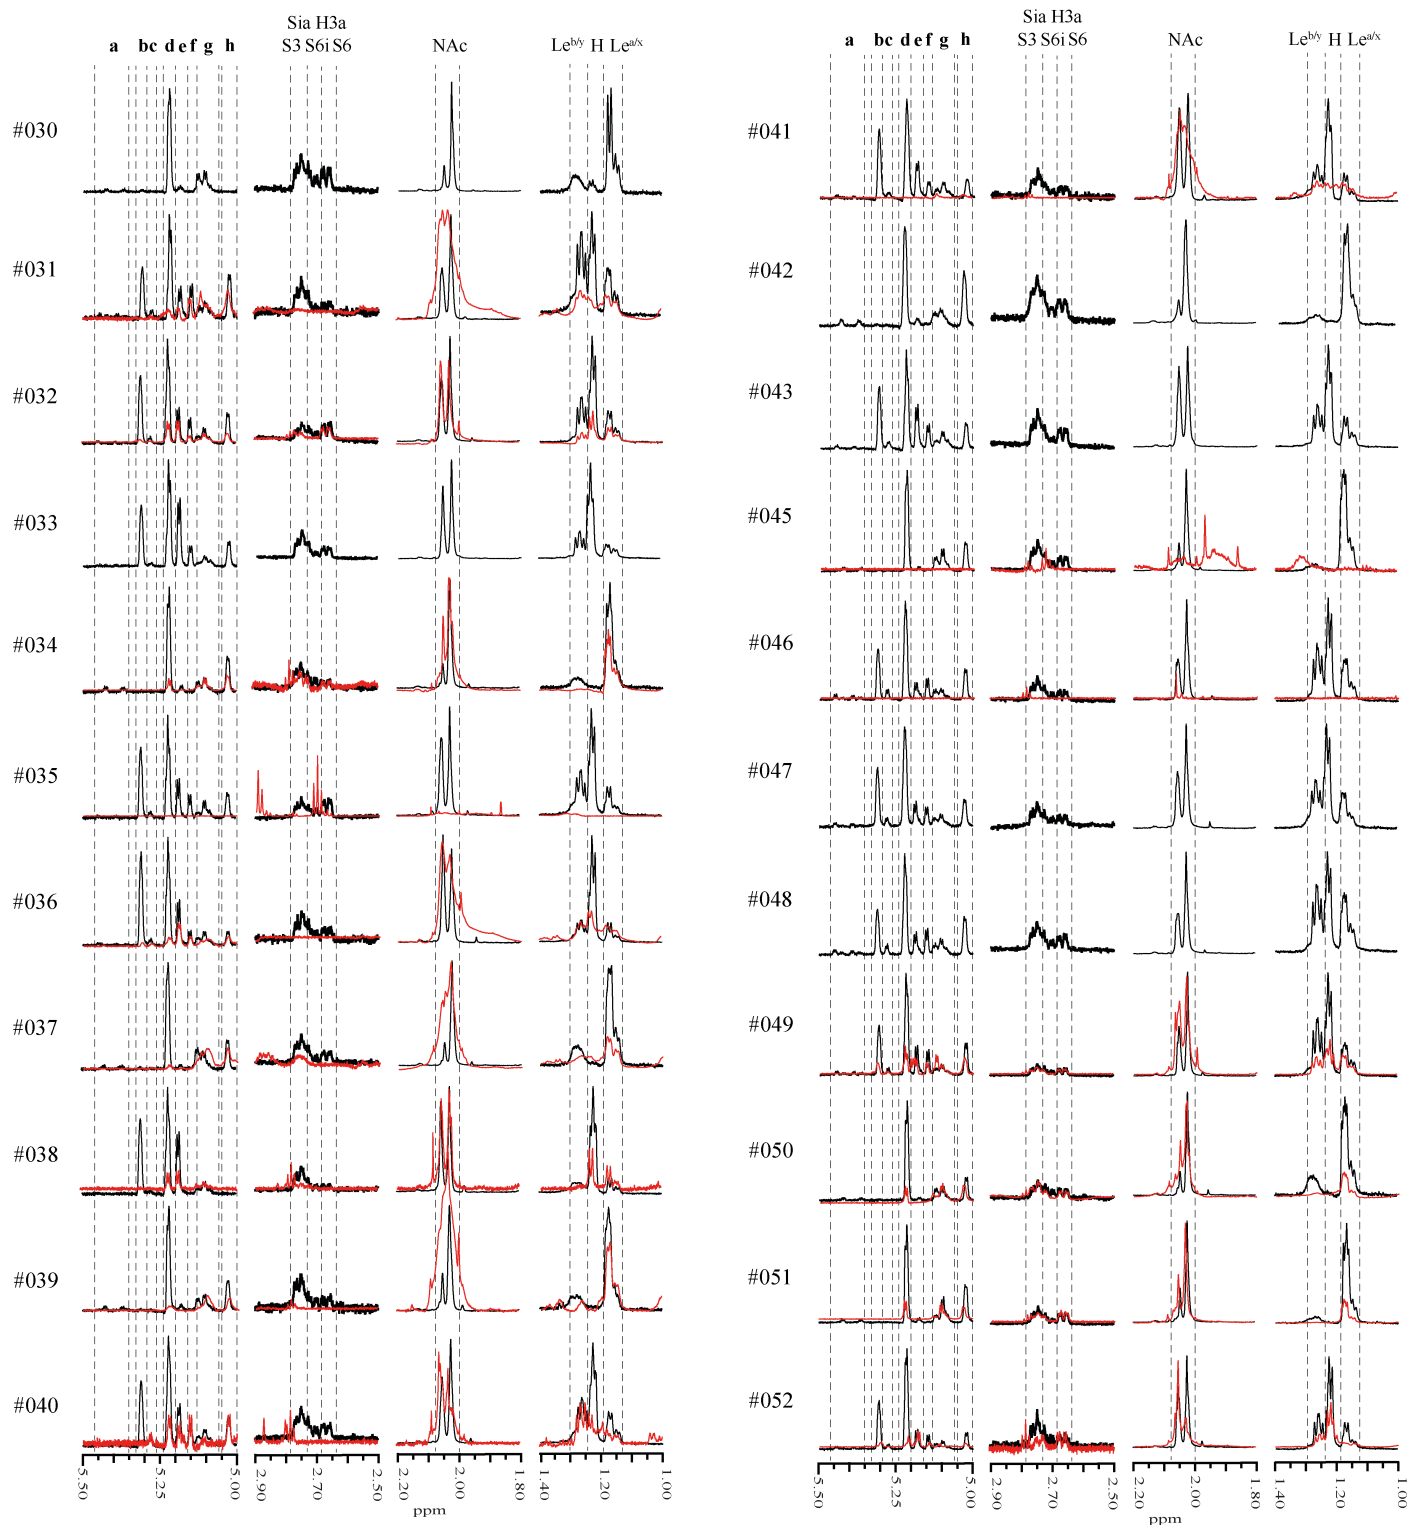 Sia H3a
a bc d e f g h S3 S6i S6 NAc Leb/y H Lea/x
#030
#031
#032
#033
#034
#035
#036
#037
#038
#039
#040
5.50 5.25 5.00 2.90 2.70 2.50 2.20 2.00 1.80 1.40 1.20 1.00
ppm
Sia H3a
a bc d e f g h S3 S6i S6 NAc Leb/y H Lea/x
#041
#042
#043
#045
#046
#047
#048
#049
#050
#051
#052
5.50 5.25 5.00 2.90 2.70 2.50 2.20 2.00 1.80 1.40 1.20 1.00
ppm